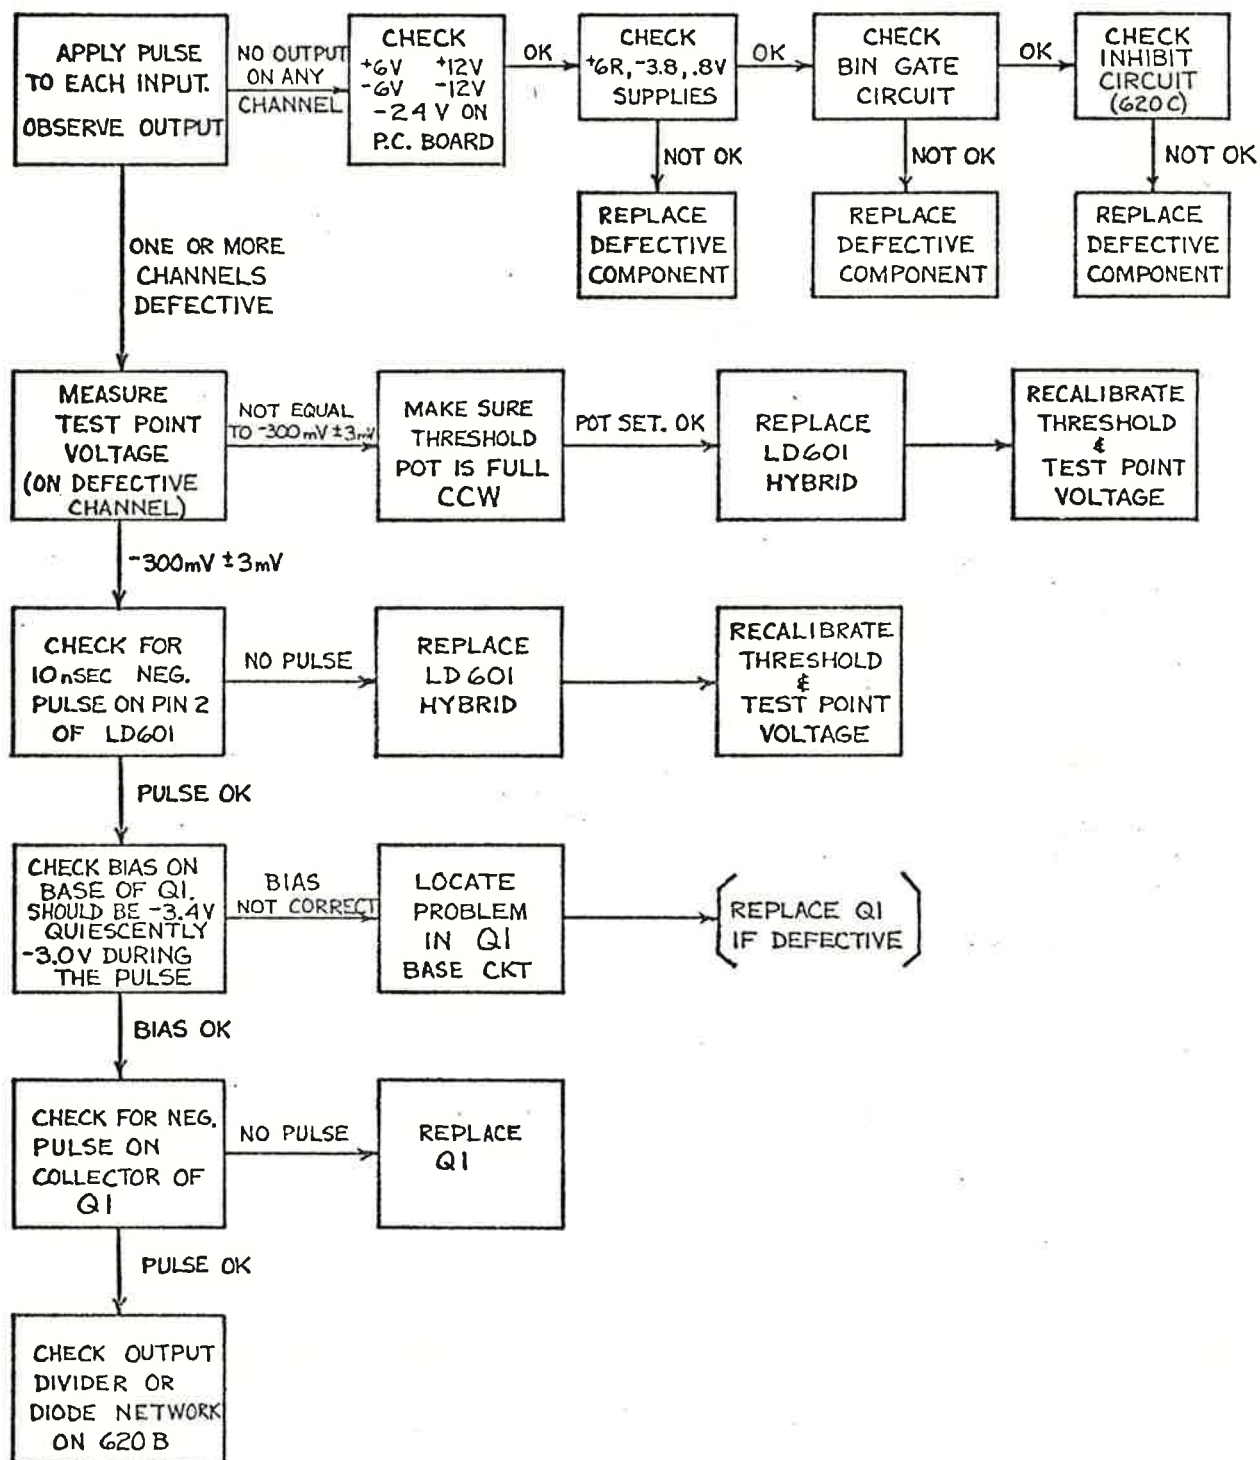 APPLY PULSE
TO EACH INPUT.
OBSERVE OUTPUT
NO OUTPUT
ON ANY
CHANNEL
CHECK
+6V +12V
-6V -12V
-24 V ON
P.C. BOARD
OK
CHECK
+6R, -3.8, .8V
SUPPLIES
OK
CHECK
BIN GATE
CIRCUIT
OK
CHECK
INHIBIT
CIRCUIT
(620C)
NOT OK
NOT OK
NOT OK
REPLACE
DEFECTIVE
COMPONENT
REPLACE
DEFECTIVE
COMPONENT
REPLACE
DEFECTIVE
COMPONENT
ONE OR MORE
CHANNELS
DEFECTIVE
MEASURE
TEST POINT
VOLTAGE
(ON DEFECTIVE
CHANNEL)
NOT EQUAL
TO -300mV ±3mV
MAKE SURE
THRESHOLD
POT IS FULL
CCW
POT SET. OK
REPLACE
LD601
HYBRID
RECALIBRATE
THRESHOLD
&
TEST POINT
VOLTAGE
-300mV ±3mV
CHECK FOR
10nSEC NEG.
PULSE ON PIN 2
OF LD601
NO PULSE
REPLACE
LD601
HYBRID
RECALIBRATE
THRESHOLD
&
TEST POINT
VOLTAGE
PULSE OK
CHECK BIAS ON
BASE OF Q1.
SHOULD BE -3.4V
QUIESCENTLY
-3.0V DURING
THE PULSE
BIAS
NOT CORRECT
LOCATE
PROBLEM
IN Q1
BASE CKT
REPLACE Q1
IF DEFECTIVE
BIAS OK
CHECK FOR NEG.
PULSE ON
COLLECTOR OF
Q1
NO PULSE
REPLACE
Q1
PULSE OK
CHECK OUTPUT
DIVIDER OR
DIODE NETWORK
ON 620B